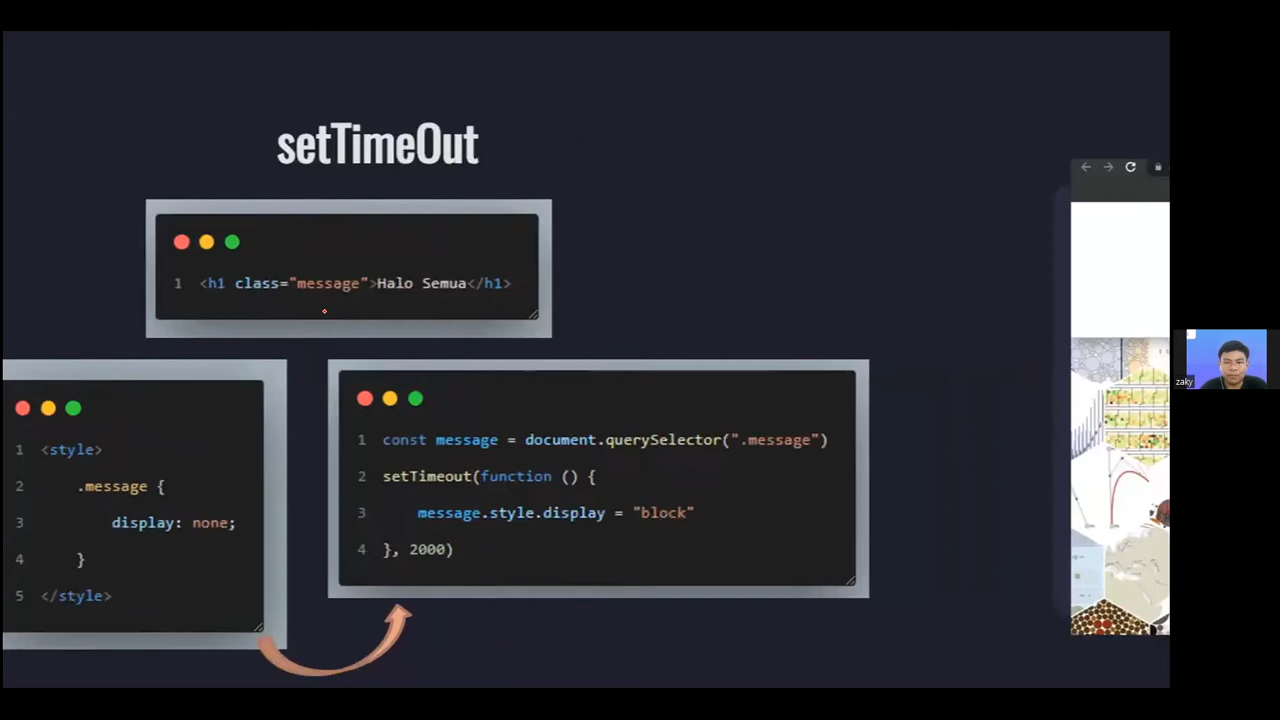 setTimeOut
1 <h1 class="message">Halo Semua</h1>
1 <style>
2 .message {
3 display: none;
4 }
5 </style>
1 const message = document.querySelector(".message")
2 setTimeout(function () {
3 message.style.display = "block"
4 }, 2000)
zaky